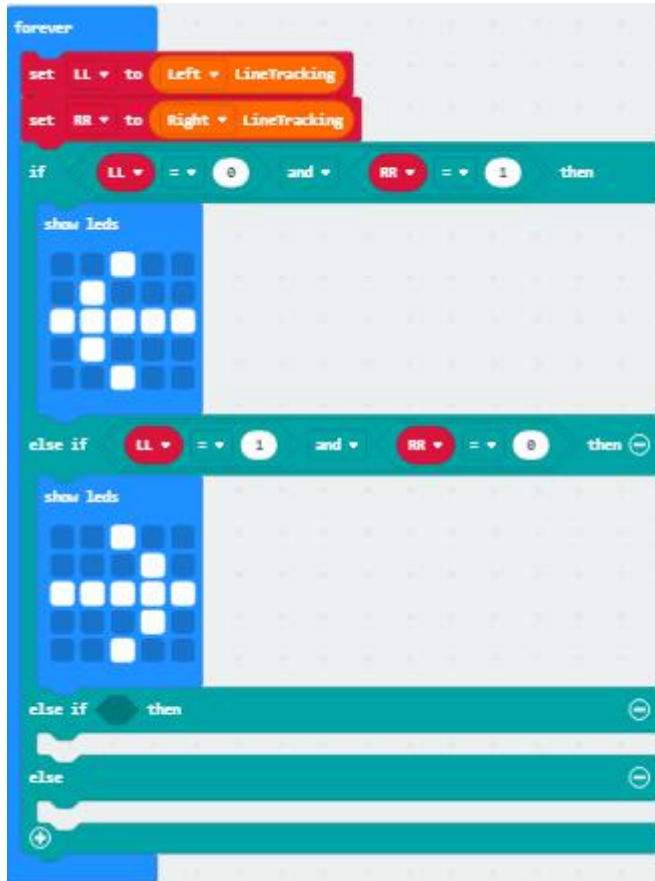 forever
set LL to Left LineTracking
set RR to Right LineTracking
if LL = 0 and RR = 1 then
show leds
else if LL = 1 and RR = 0 then
show leds
else if then
else